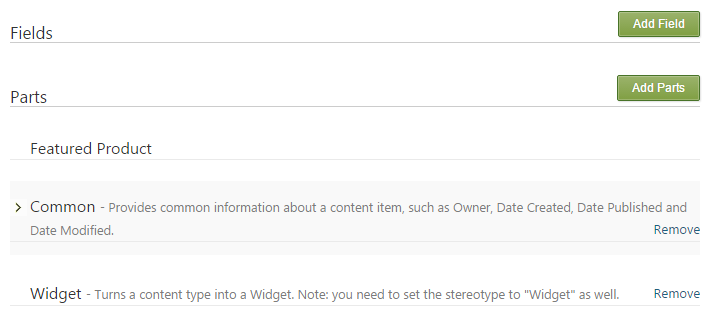 Fields
Add Field
Parts
Add Parts
Featured Product
Common - Provides common information about a content item, such as Owner, Date Created, Date Published and
Date Modified.
Remove
Widget - Turns a content type into a Widget. Note: you need to set the stereotype to "Widget" as well.
Remove